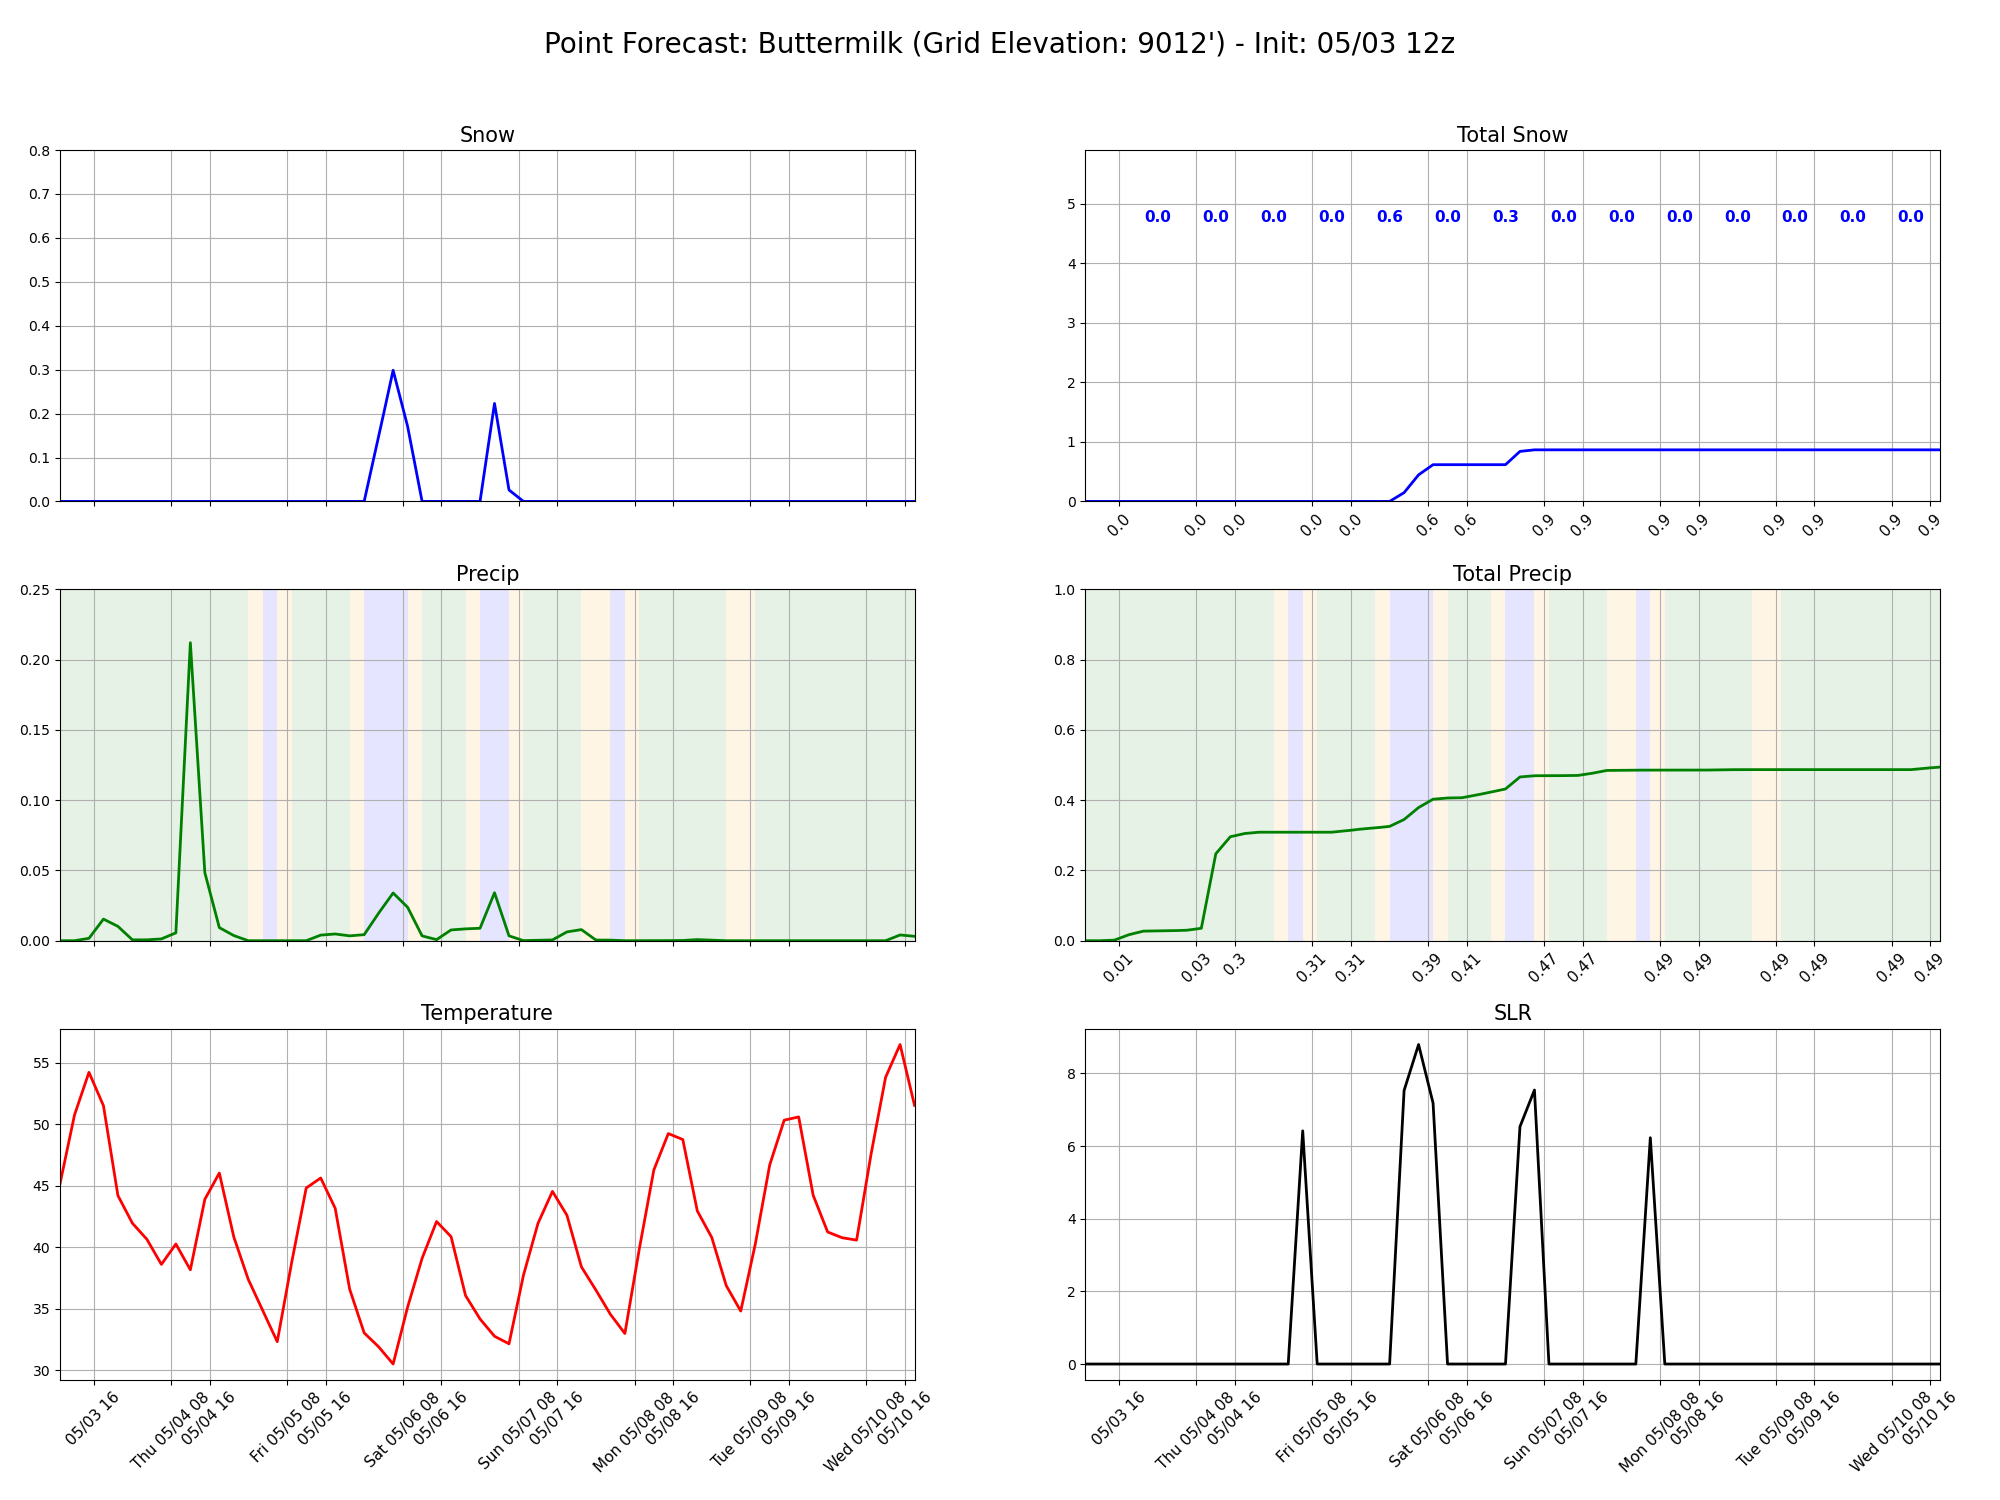 Point Forecast: Buttermilk (Grid Elevation: 9012') - Init: 05/03 12z
Snow
0.8
0.7
0.6
0.5
0.4
0.3
0.2
0.1
0.0
Total Snow
5
4
3
2
1
0
0.0 0.0 0.0 0.0 0.6 0.0 0.3 0.0 0.0 0.0 0.0 0.0 0.0 0.0
0.0 0.0 0.0 0.0 0.0 0.6 0.6 0.9 0.9 0.9 0.9 0.9 0.9 0.9 0.9
Precip
0.25
0.20
0.15
0.10
0.05
0.00
Total Precip
1.0
0.8
0.6
0.4
0.2
0.0
0.01 0.03 0.3 0.31 0.31 0.39 0.41 0.47 0.47 0.49 0.49 0.49 0.49 0.49 0.49
Temperature
55
50
45
40
35
30
05/03 16
Thu 05/04 08
05/04 16
Fri 05/05 08
05/05 16
Sat 05/06 08
05/06 16
Sun 05/07 08
05/07 16
Mon 05/08 08
05/08 16
Tue 05/09 08
05/09 16
Wed 05/10 08
05/10 16
SLR
8
6
4
2
0
05/03 16
Thu 05/04 08
05/04 16
Fri 05/05 08
05/05 16
Sat 05/06 08
05/06 16
Sun 05/07 08
05/07 16
Mon 05/08 08
05/08 16
Tue 05/09 08
05/09 16
Wed 05/10 08
05/10 16